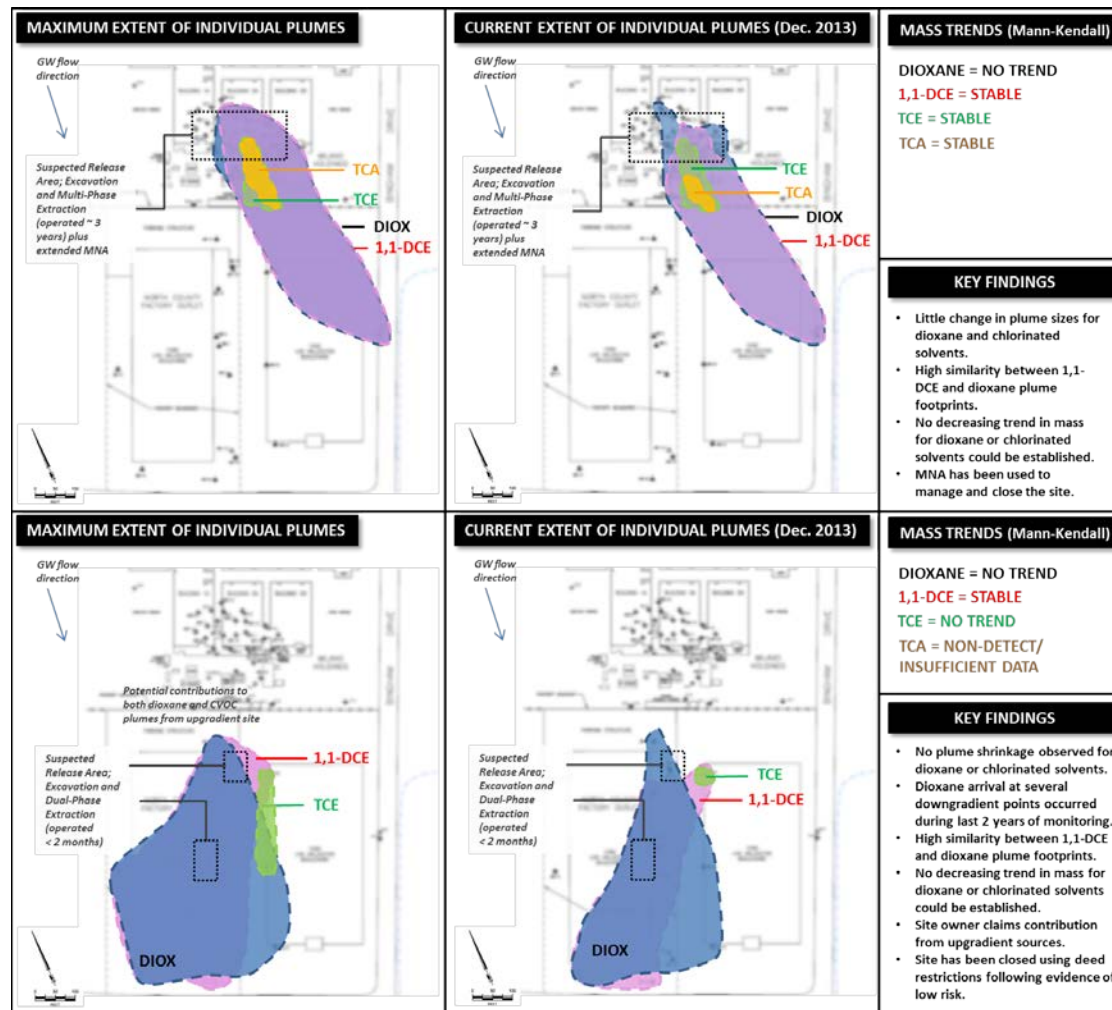 MAXIMUM EXTENT OF INDIVIDUAL PLUMES
GW flow
direction
Suspected Release
Area; Excavation
and Multi-Phase
Extraction
(operated ~ 3
years) plus
extended MNA
TCA
TCE
DIOX
1,1-DCE
NORTH COUNTY
FACTORY OUTLET
CURRENT EXTENT OF INDIVIDUAL PLUMES (Dec. 2013)
GW flow
direction
Suspected Release
Area; Excavation
and Multi-Phase
Extraction
(operated ~ 3
years) plus
extended MNA
TCE
TCA
DIOX
1,1-DCE
NORTH COUNTY
FACTORY OUTLET
MASS TRENDS (Mann-Kendall)
DIOXANE = NO TREND
1,1-DCE = STABLE
TCE = STABLE
TCA = STABLE
KEY FINDINGS
• Little change in plume sizes for
dioxane and chlorinated
solvents.
• High similarity between 1,1-
DCE and dioxane plume
footprints.
• No decreasing trend in mass
for dioxane or chlorinated
solvents could be established.
• MNA has been used to
manage and close the site.
MAXIMUM EXTENT OF INDIVIDUAL PLUMES
GW flow
direction
Potential contributions to
both dioxane and CVOC
plumes from upgradient site
Suspected
Release Area;
Excavation and
Dual-Phase
Extraction
(operated
< 2 months)
1,1-DCE
TCE
DIOX
CURRENT EXTENT OF INDIVIDUAL PLUMES (Dec. 2013)
GW flow
direction
Suspected
Release Area;
Excavation and
Dual-Phase
Extraction
(operated
< 2 months)
TCE
1,1-DCE
DIOX
MASS TRENDS (Mann-Kendall)
DIOXANE = NO TREND
1,1-DCE = STABLE
TCE = NO TREND
TCA = NON-DETECT/
INSUFFICIENT DATA
KEY FINDINGS
• No plume shrinkage observed for
dioxane or chlorinated solvents.
• Dioxane arrival at several
downgradient points occurred
during last 2 years of monitoring.
• High similarity between 1,1-DCE
and dioxane plume footprints.
• No decreasing trend in mass for
dioxane or chlorinated solvents
could be established.
• Site owner claims contribution
from upgradient sources.
• Site has been closed using deed
restrictions following evidence of
low risk.